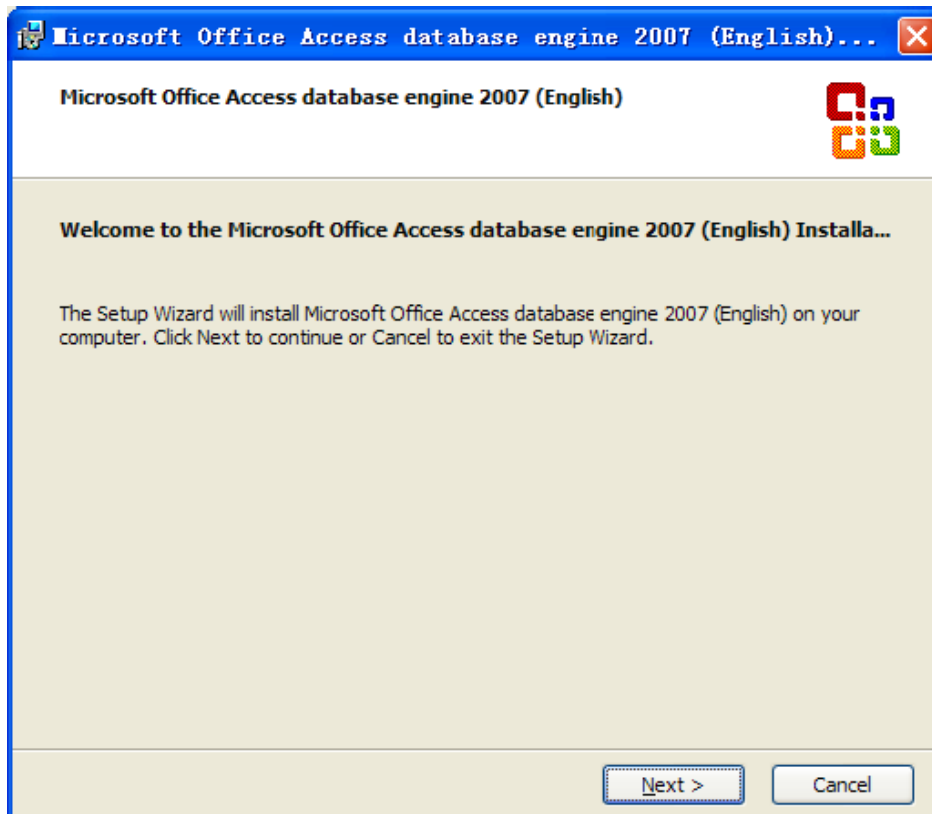 Microsoft Office Access database engine 2007 (English)...
Microsoft Office Access database engine 2007 (English)
Welcome to the Microsoft Office Access database engine 2007 (English) Installa...
The Setup Wizard will install Microsoft Office Access database engine 2007 (English) on your
computer. Click Next to continue or Cancel to exit the Setup Wizard.
Next >
Cancel